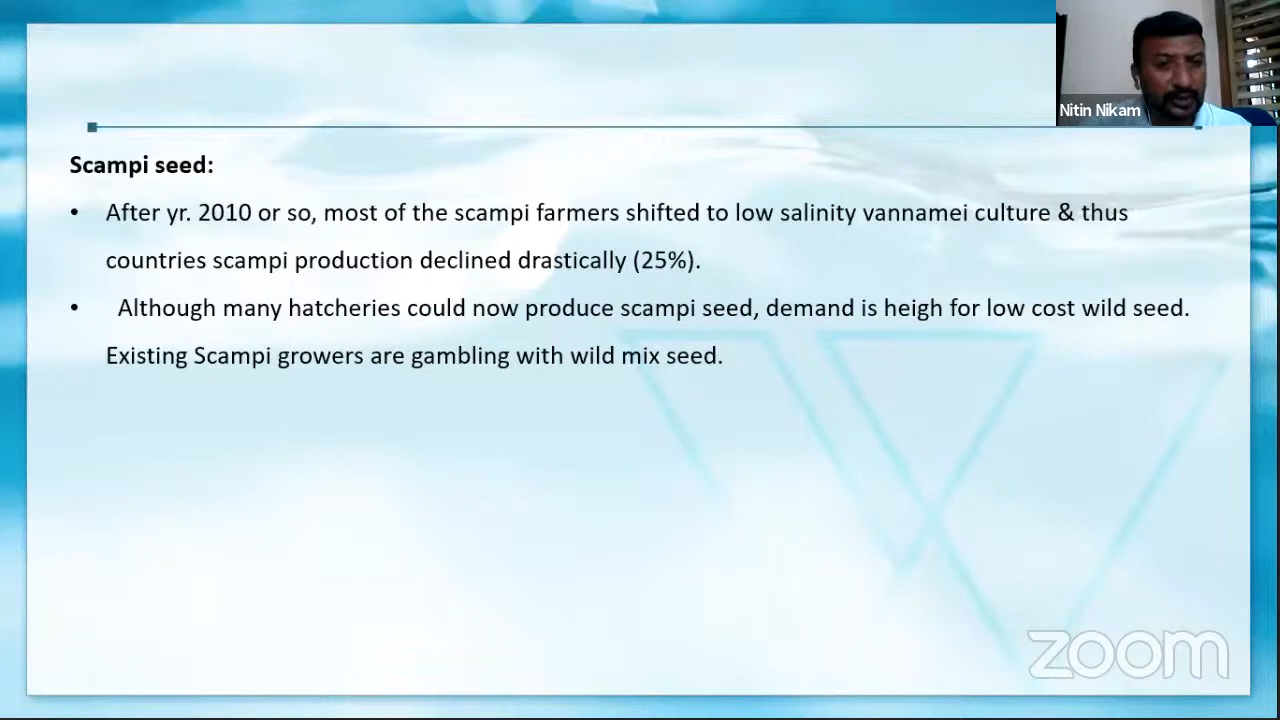 Nitin Nikam
Scampi seed:
• After yr. 2010 or so, most of the scampi farmers shifted to low salinity vannamei culture & thus
countries scampi production declined drastically (25%).
• Although many hatcheries could now produce scampi seed, demand is heigh for low cost wild seed.
Existing Scampi growers are gambling with wild mix seed.
zoom